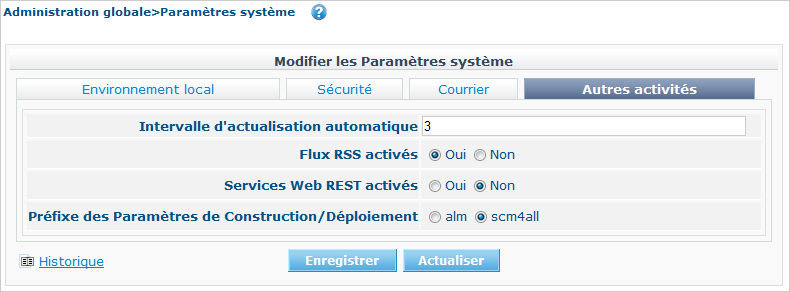 Administration globale>Paramètres système ?
Modifier les Paramètres système
Environnement local Sécurité Courrier Autres activités
Intervalle d'actualisation automatique 3
Flux RSS activés Oui Non
Services Web REST activés Oui Non
Préfixe des Paramètres de Construction/Déploiement alm scm4all
Historique Enregistrer Actualiser